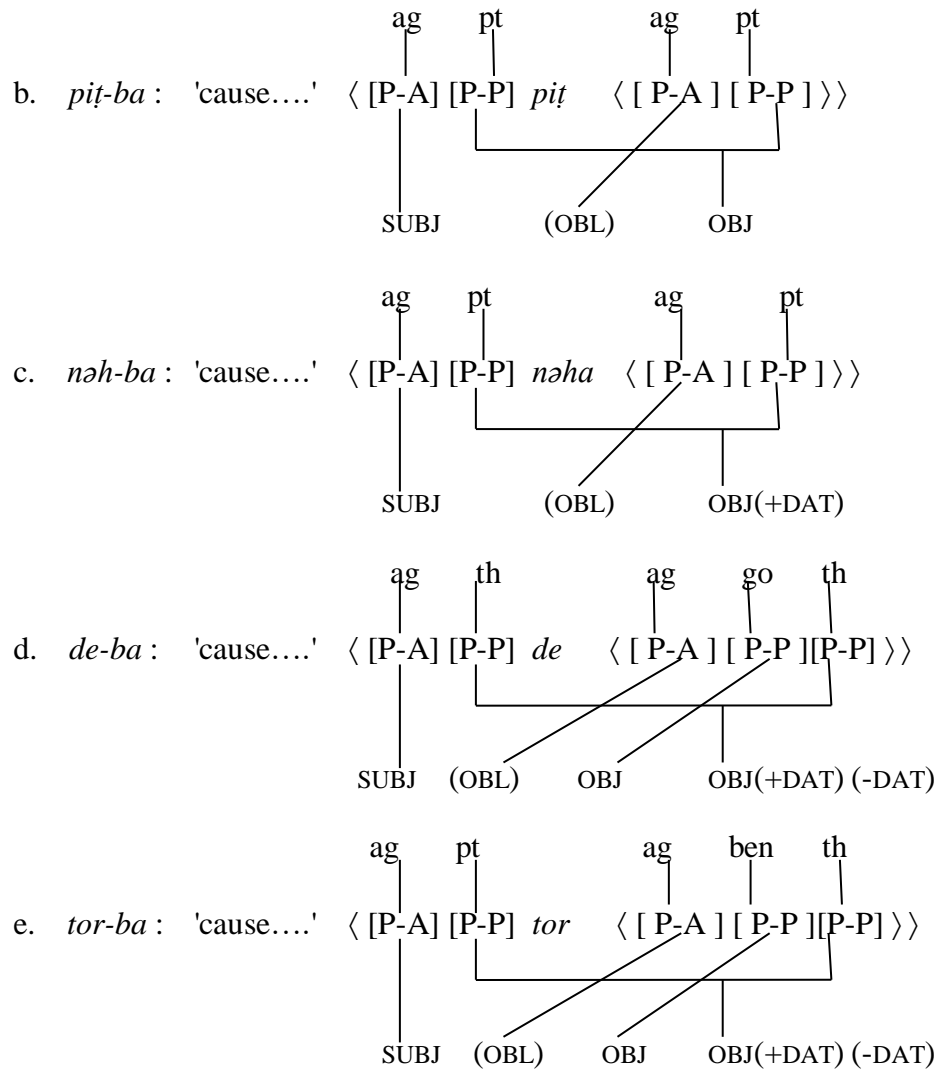 ag pt ag pt
b. piṭ-ba : 'cause....' ⟨ [P-A] [P-P] piṭ ⟨ [ P-A ] [ P-P ] ⟩⟩
SUBJ (OBL) OBJ
ag pt ag pt
c. nəh-ba : 'cause....' ⟨ [P-A] [P-P] nəha ⟨ [ P-A ] [ P-P ] ⟩⟩
SUBJ (OBL) OBJ(+DAT)
ag th ag go th
d. de-ba : 'cause....' ⟨ [P-A] [P-P] de ⟨ [ P-A ] [ P-P ][P-P] ⟩⟩
SUBJ (OBL) OBJ OBJ(+DAT) (-DAT)
ag pt ag ben th
e. tor-ba : 'cause....' ⟨ [P-A] [P-P] tor ⟨ [ P-A ] [ P-P ][P-P] ⟩⟩
SUBJ (OBL) OBJ OBJ(+DAT) (-DAT)